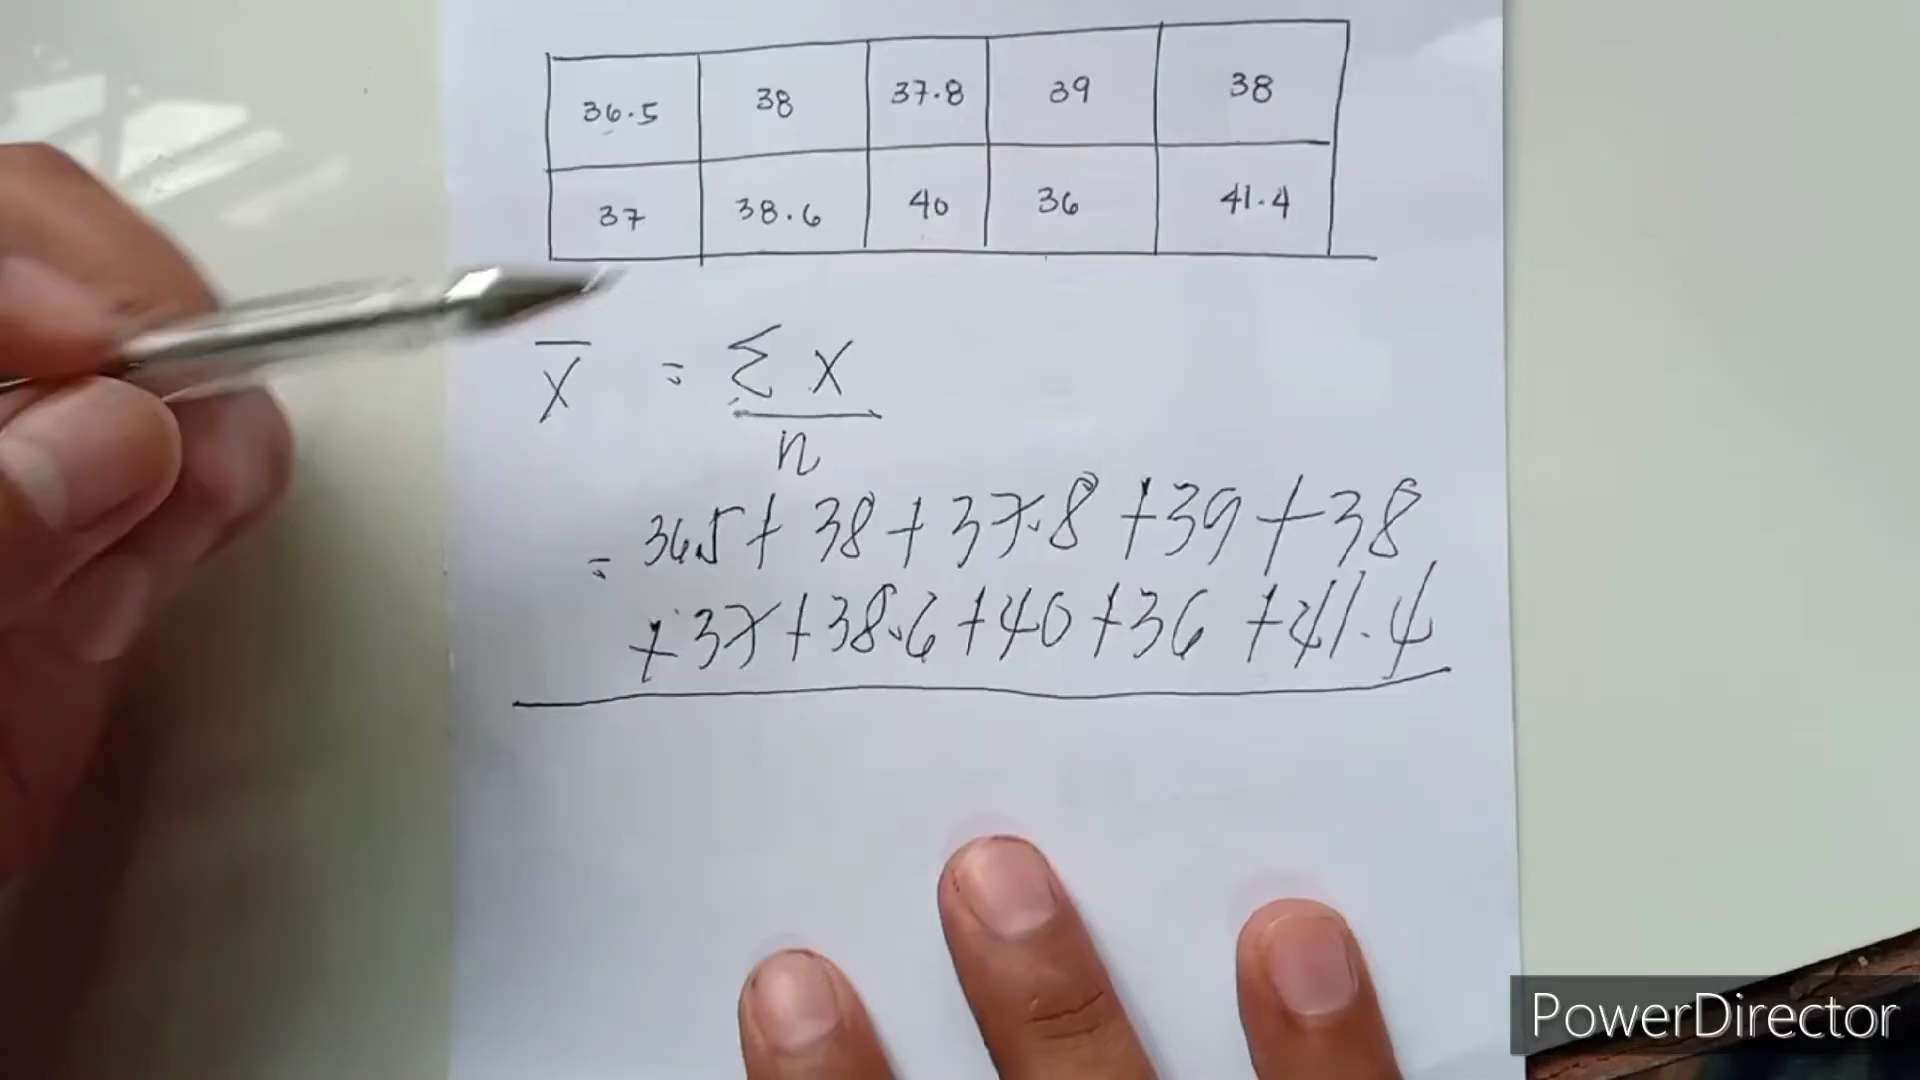 36.5 38 37.8 39 38
37 38.6 40 36 41.4
X̅ = Σ X
n
= 36.5 + 38 + 37.8 + 39 + 38
+ 37 + 38.6 + 40 + 36 + 41.4
PowerDirector